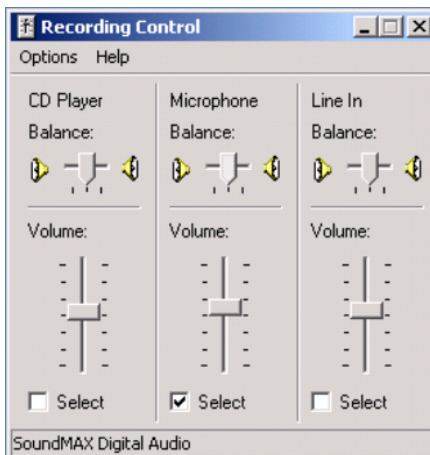 Recording Control
Options Help
CD Player Microphone Line In
Balance: Balance: Balance:
Volume: Volume: Volume:
Select Select Select
SoundMAX Digital Audio